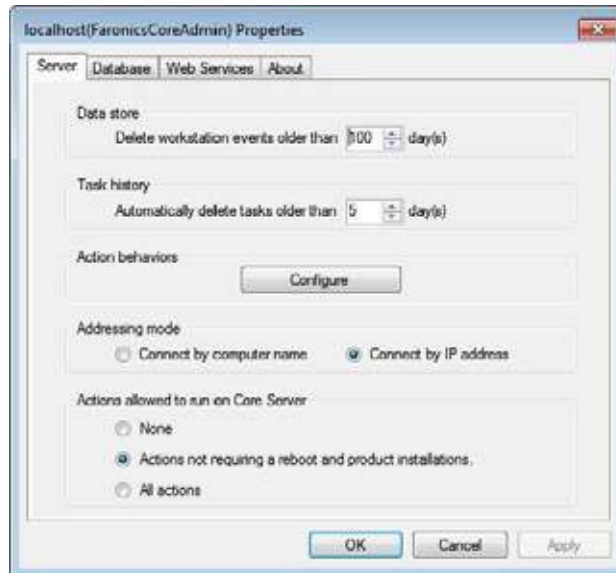 localhost(FaronicsCoreAdmin) Properties
Server Database Web Services About
Data store
Delete workstation events older than 100 day(s)
Task history
Automatically delete tasks older than 5 day(s)
Action behaviors
Configure
Addressing mode
Connect by computer name Connect by IP address
Actions allowed to run on Core Server
None
Actions not requiring a reboot and product installations.
All actions
OK Cancel Apply